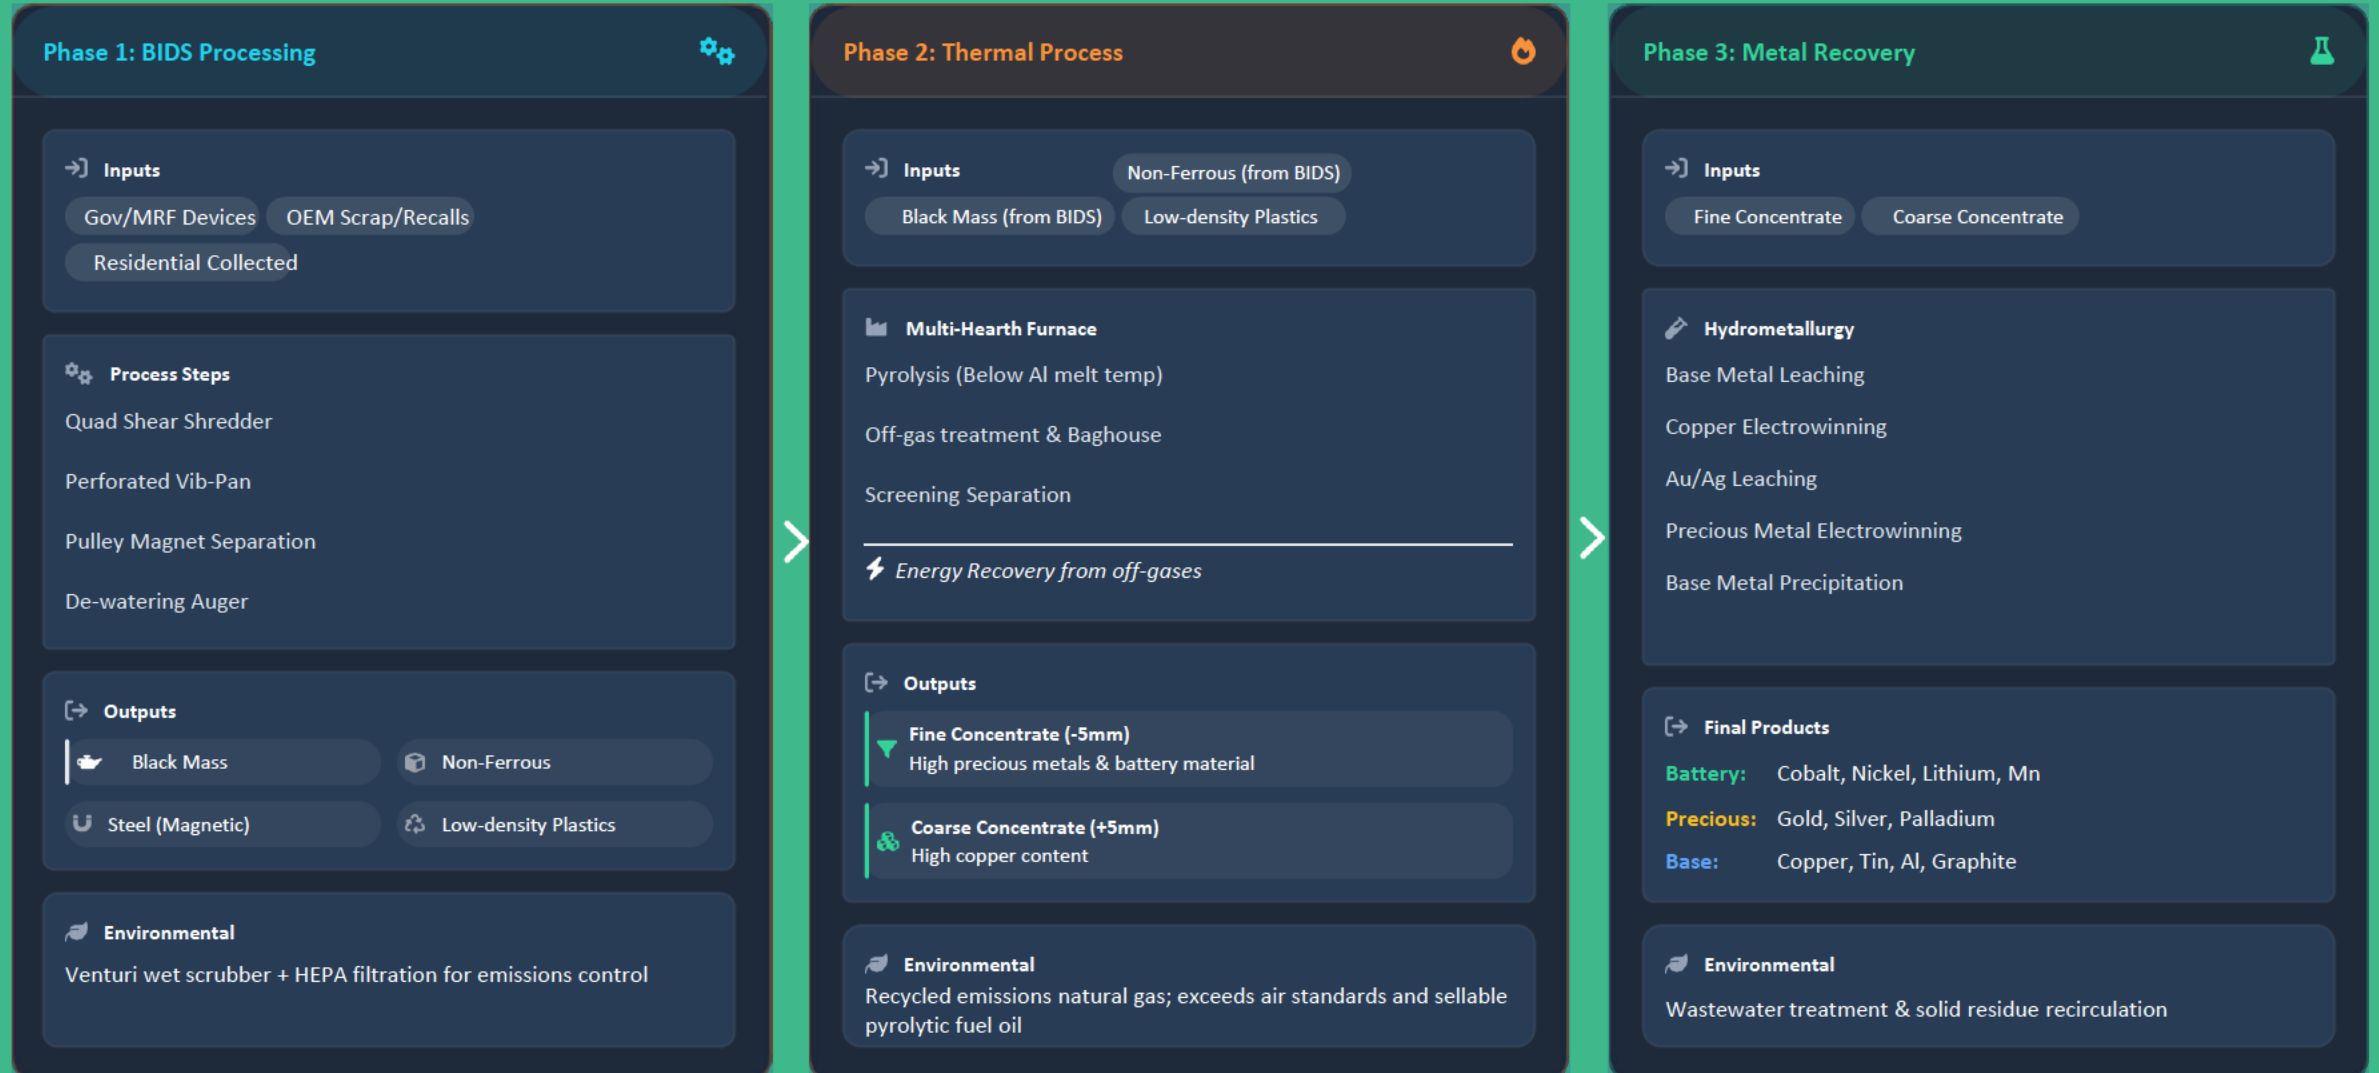 Phase 1: BIDS Processing
Inputs
Gov/MRF Devices
OEM Scrap/Recalls
Residential Collected
Process Steps
Quad Shear Shredder
Perforated Vib-Pan
Pulley Magnet Separation
De-watering Auger
Outputs
Black Mass
Non-Ferrous
Steel (Magnetic)
Low-density Plastics
Environmental
Venturi wet scrubber + HEPA filtration for emissions control
Phase 2: Thermal Process
Inputs
Non-Ferrous (from BIDS)
Black Mass (from BIDS)
Low-density Plastics
Multi-Hearth Furnace
Pyrolysis (Below Al melt temp)
Off-gas treatment & Baghouse
Screening Separation
Energy Recovery from off-gases
Outputs
Fine Concentrate (-5mm)
High precious metals & battery material
Coarse Concentrate (+5mm)
High copper content
Environmental
Recycled emissions natural gas; exceeds air standards and sellable
pyrolytic fuel oil
Phase 3: Metal Recovery
Inputs
Fine Concentrate
Coarse Concentrate
Hydrometallurgy
Base Metal Leaching
Copper Electrowinning
Au/Ag Leaching
Precious Metal Electrowinning
Base Metal Precipitation
Final Products
Battery: Cobalt, Nickel, Lithium, Mn
Precious: Gold, Silver, Palladium
Base: Copper, Tin, Al, Graphite
Environmental
Wastewater treatment & solid residue recirculation